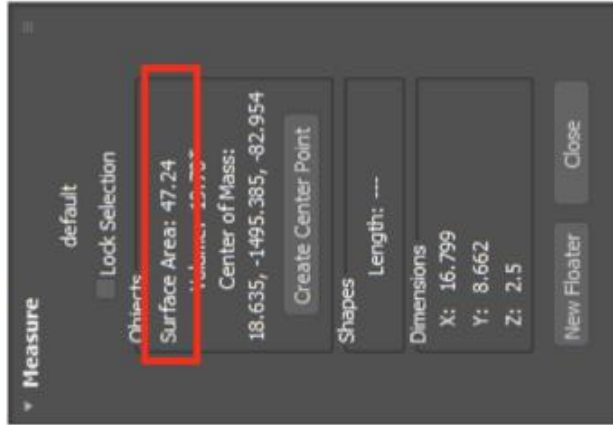 Measure
default
Lock Selection
Objects
Surface Area: 47.24
Center of Mass:
18.635, -1495.385, -82.954
Create Center Point
Shapes
Length: ---
Dimensions
X: 16.799
Y: 8.662
Z: 2.5
New Floater
Close